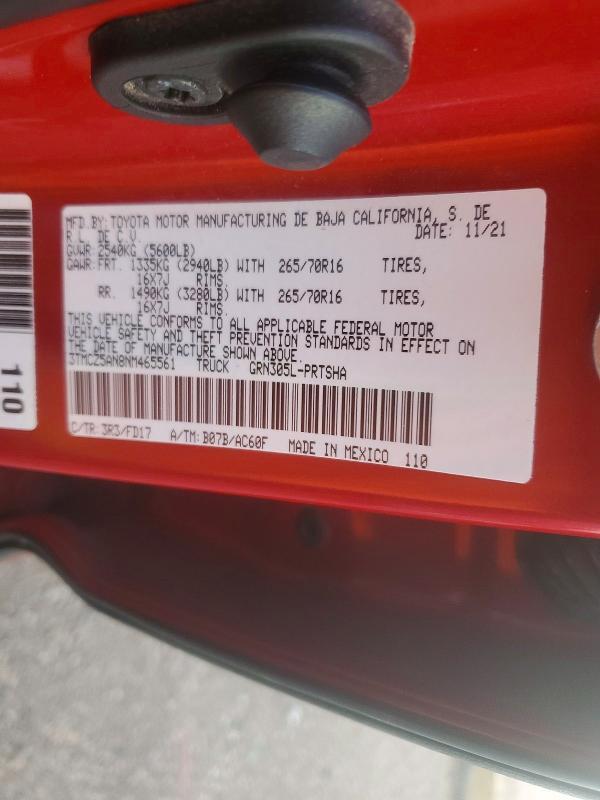 MFD.BY:TOYOTA MOTOR MANUFACTURING DE BAJA CALIFORNIA, S. DE
R.L. DE C.V. DATE: 11/21
GVWR 2540KG (5600LB)
GAWR:FRT. 1335KG (2940LB) WITH 265/70R16 TIRES,
16X7J RIMS,
RR. 1490KG (3280LB) WITH 265/70R16 TIRES,
16X7J RIMS.
THIS VEHICLE CONFORMS TO ALL APPLICABLE FEDERAL MOTOR
VEHICLE SAFETY AND THEFT PREVENTION STANDARDS IN EFFECT ON
THE DATE OF MANUFACTURE SHOWN ABOVE.
3TMCZ5AN8NM465561 TRUCK GRN305L-PRTSHA
C/TR: 3R3/FD17 A/TM: B07B/AC60F MADE IN MEXICO 110
110